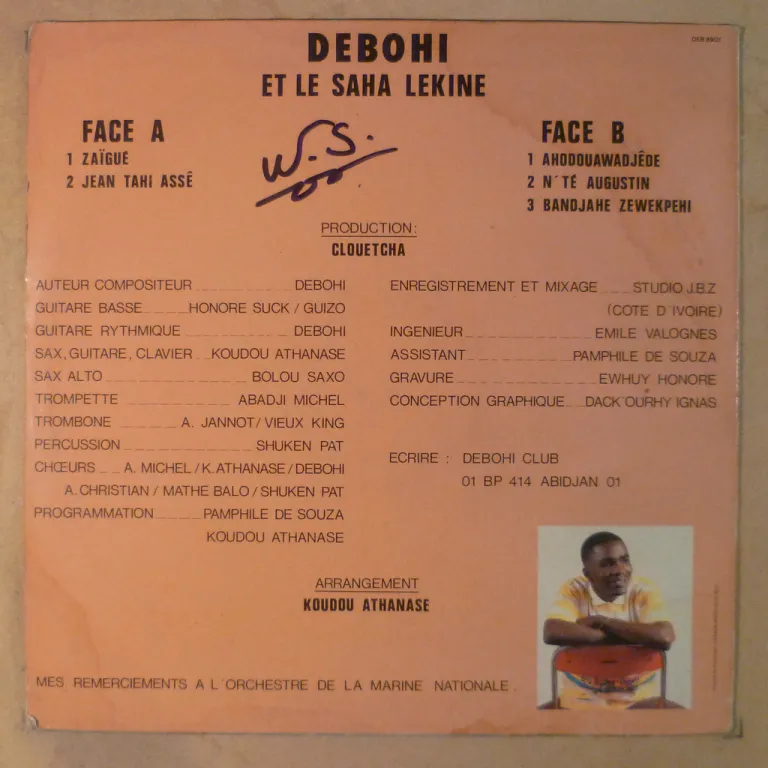 DEBOHI
ET LE SAHA LEKINE
FACE A
1 ZAÏGUÉ
2 JEAN TAHI ASSÊ
W.S.
FACE B
1 AHODOUAWADJÊDE
2 N'TÉ AUGUSTIN
3 BANDJAHE ZEWEKPEHI
PRODUCTION:
CLOUETCHA
AUTEUR COMPOSITEUR DEBOHI
GUITARE BASSE HONORE SUCK / GUIZO
GUITARE RYTHMIQUE DEBOHI
SAX, GUITARE, CLAVIER KOUDOU ATHANASE
SAX ALTO BOLOU SAXO
TROMPETTE ABADJI MICHEL
TROMBONE A. JANNOT / VIEUX KING
PERCUSSION SHUKEN PAT
CHŒURS A. MICHEL / K. ATHANASE / DEBOHI
A. CHRISTIAN / MATHE BALO / SHUKEN PAT
PROGRAMMATION PAMPHILE DE SOUZA
KOUDOU ATHANASE
ENREGISTREMENT ET MIXAGE STUDIO J.B.Z
(COTE D'IVOIRE)
INGENIEUR EMILE VALOGNES
ASSISTANT PAMPHILE DE SOUZA
GRAVURE EWHUY HONORE
CONCEPTION GRAPHIQUE DACK'OURHY IGNAS
ECRIRE : DEBOHI CLUB
01 BP 414 ABIDJAN 01
ARRANGEMENT
KOUDOU ATHANASE
MES REMERCIEMENTS A L'ORCHESTRE DE LA MARINE NATIONALE.